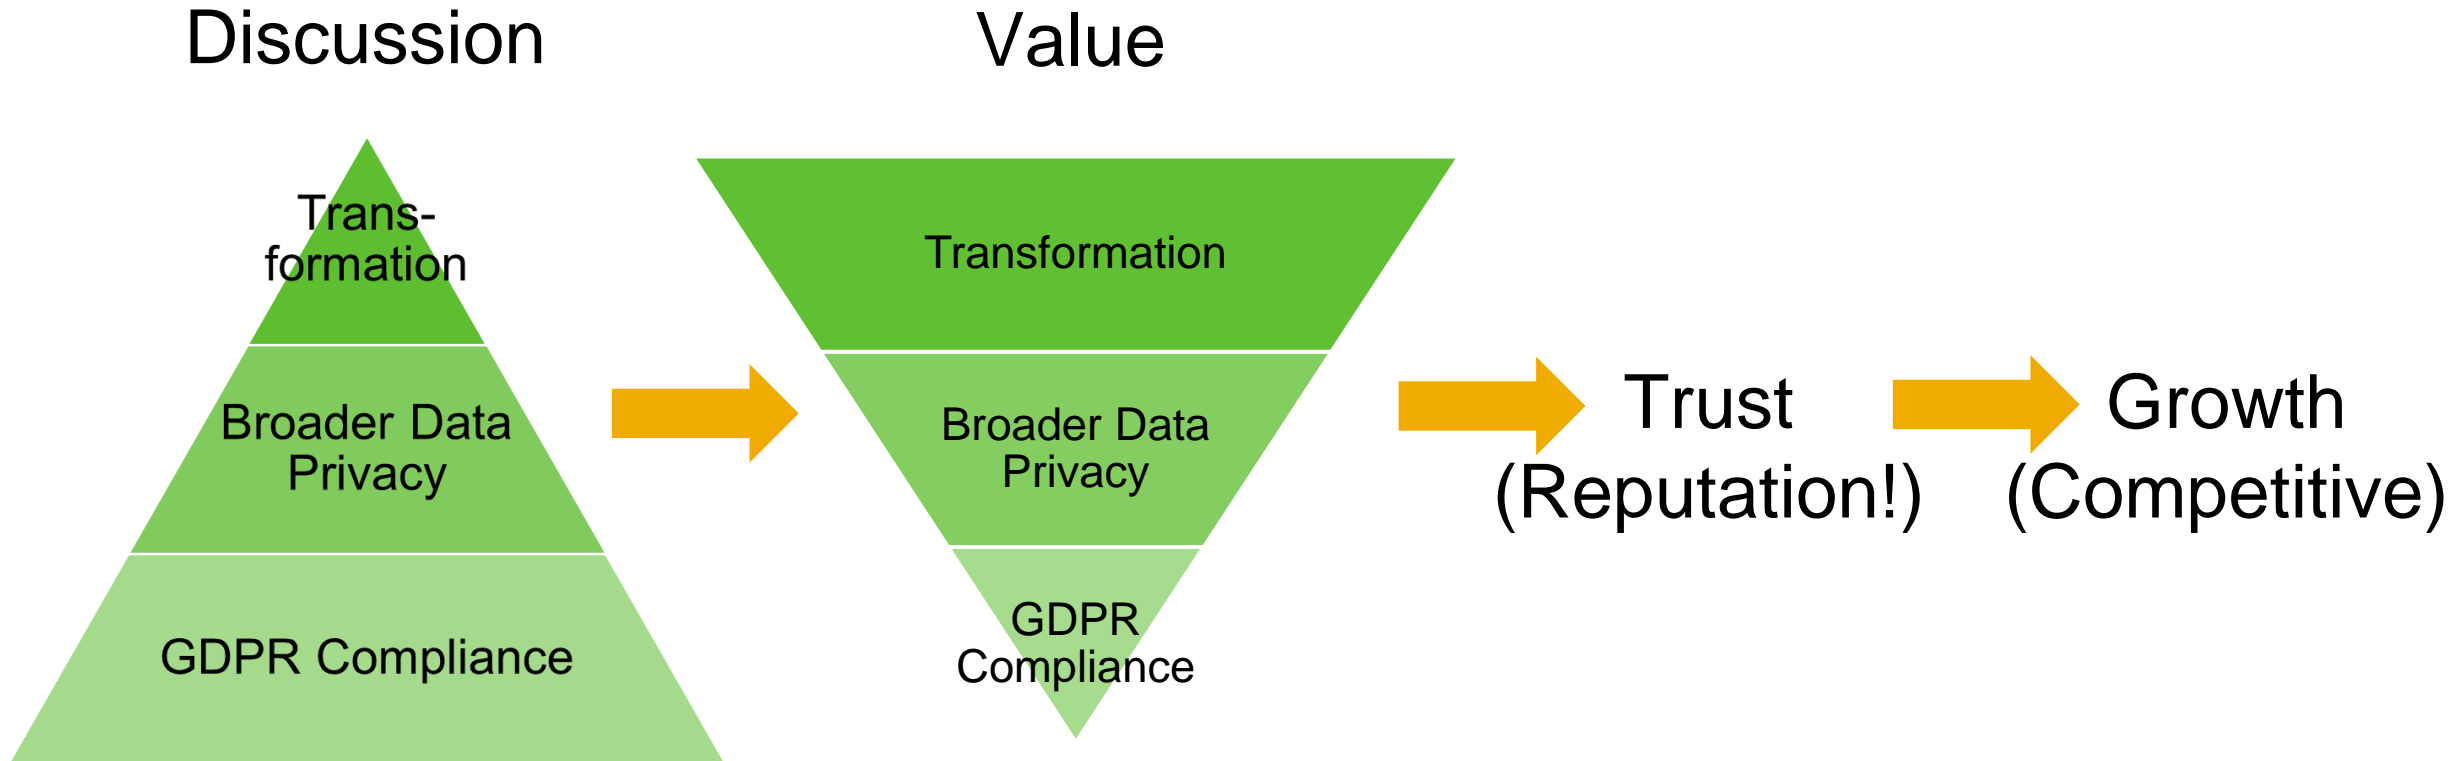 Discussion
Value
Trans-
formation
Broader Data
Privacy
GDPR Compliance
Transformation
Broader Data
Privacy
GDPR
Compliance
Trust
(Reputation!)
Growth
(Competitive)